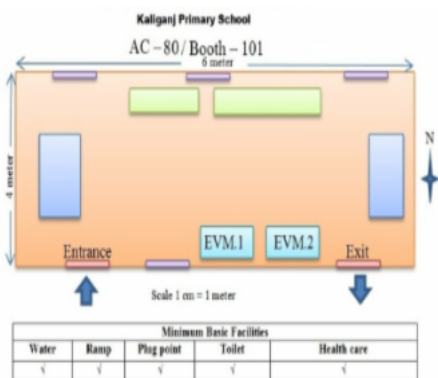 Kaliganj Primary School
AC – 80 / Booth – 101
6 meter
4 meter
N
EVM.1 EVM.2
Entrance Exit
Scale 1 cm = 1 meter
Minimum Basic Facilities
Water Ramp Plug point Toilet Health care
√ √ √ √ √